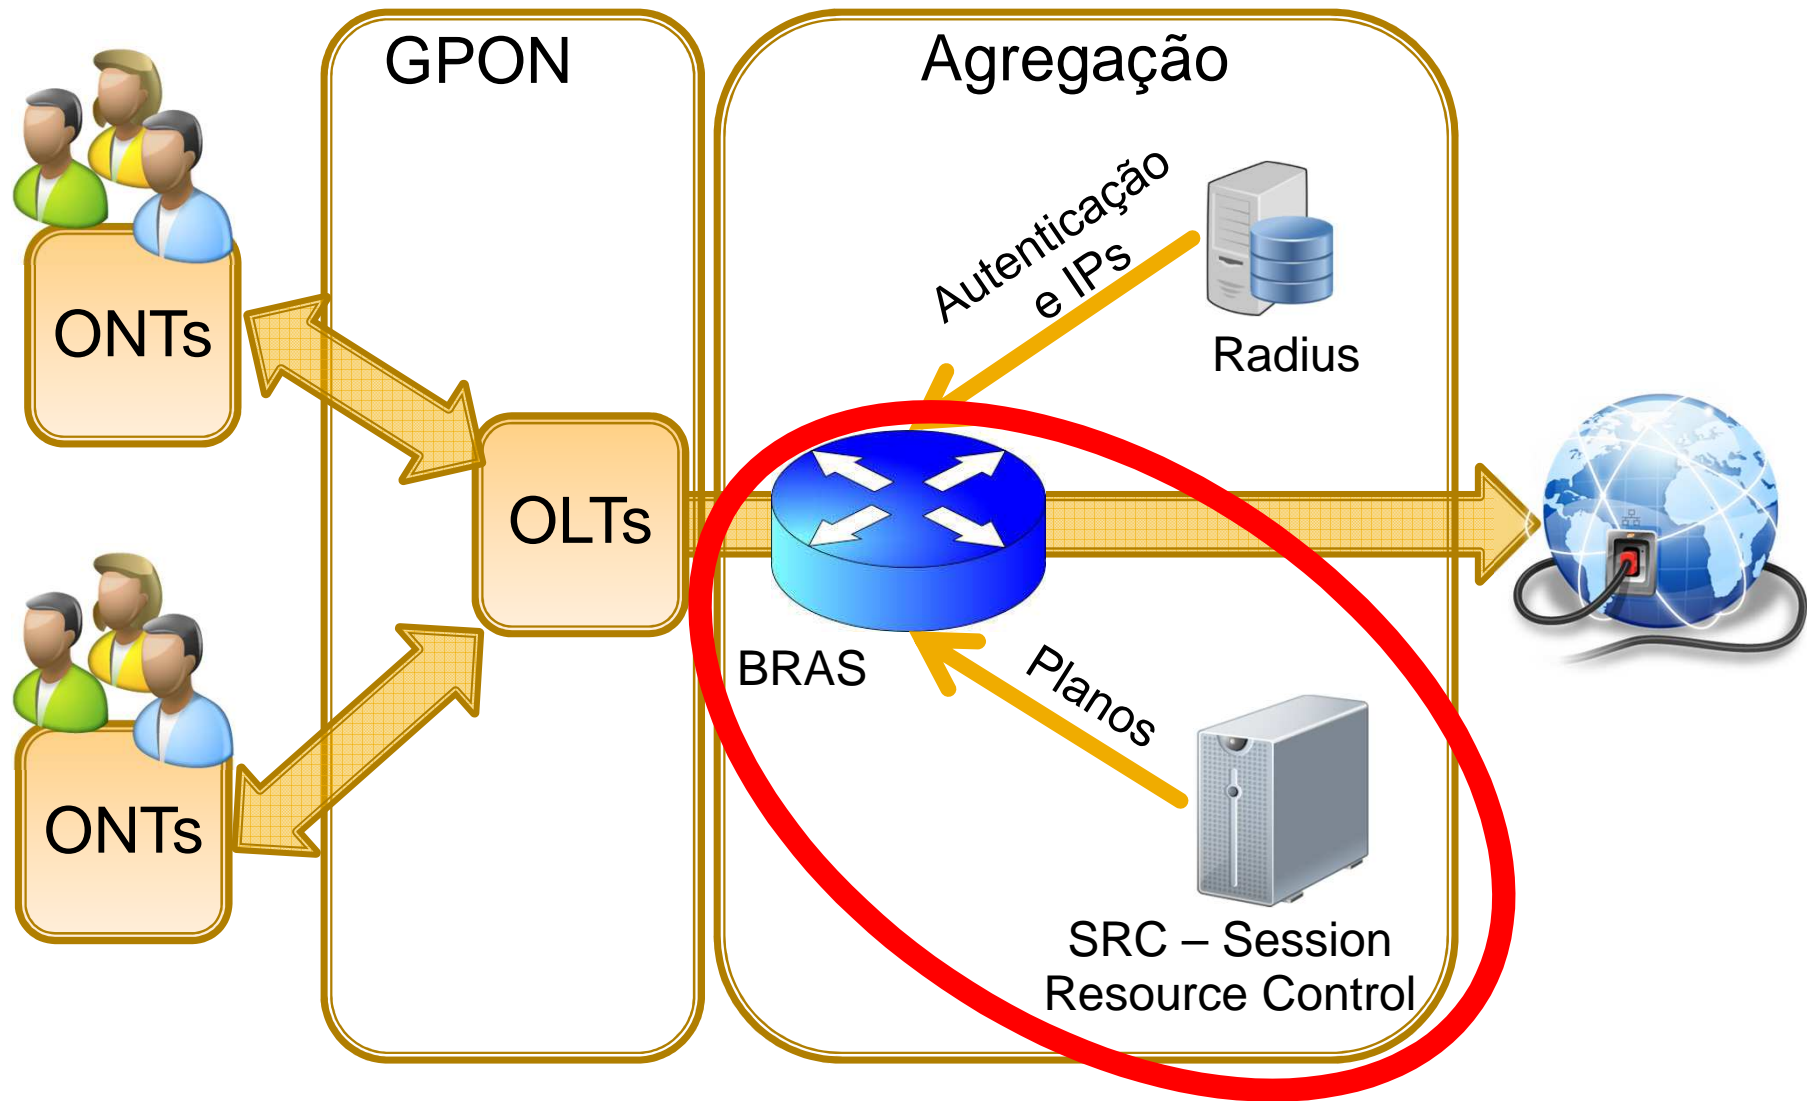 GPON
Agregação
ONTs
OLTs
ONTs
Autenticação
e IPs
Radius
BRAS
Planos
SRC – Session
Resource Control